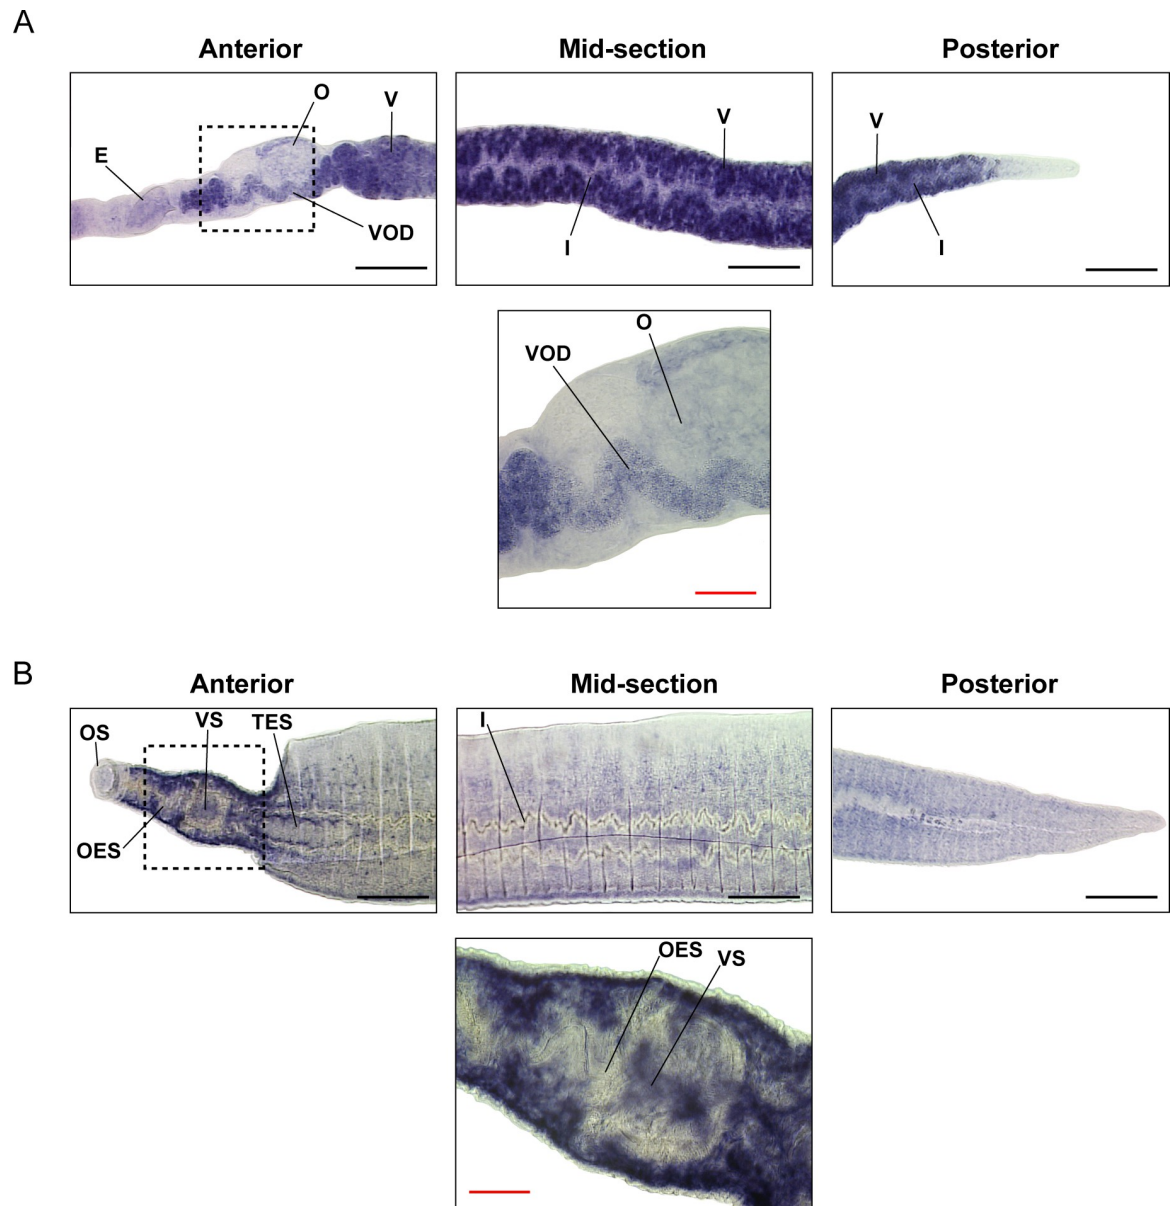 A
Anterior
Mid-section
Posterior
O
V
E
VOD
V
I
V
I
O
VOD
B
Anterior
Mid-section
Posterior
OS
VS
TES
OES
I
OES
VS